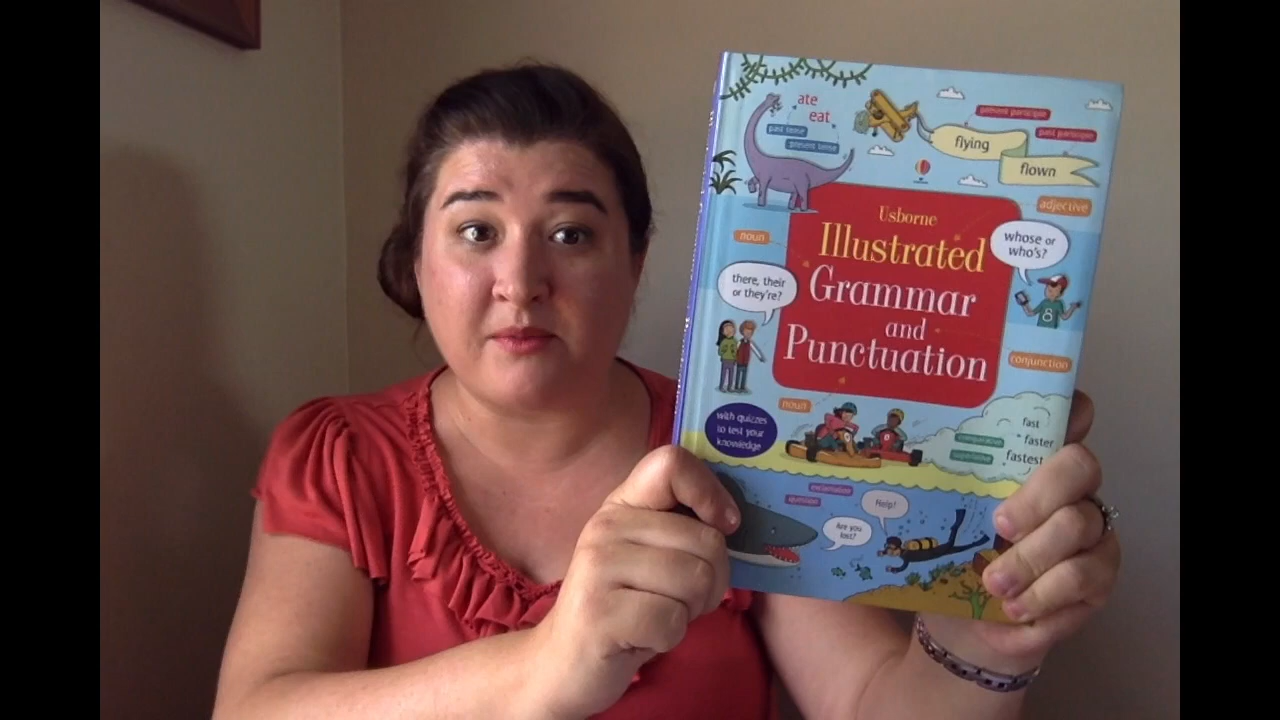 ate
eat
past tense
present tense
present participle
past participle
flying
flown
adjective
Usborne
Illustrated
Grammar
and
Punctuation
noun
whose or
who's?
there, their
or they're?
conjunction
noun
with quizzes
to test your
knowledge
fast
faster
fastest
comparative
superlative
exclamation
question
Help!
Are you
lost?
8